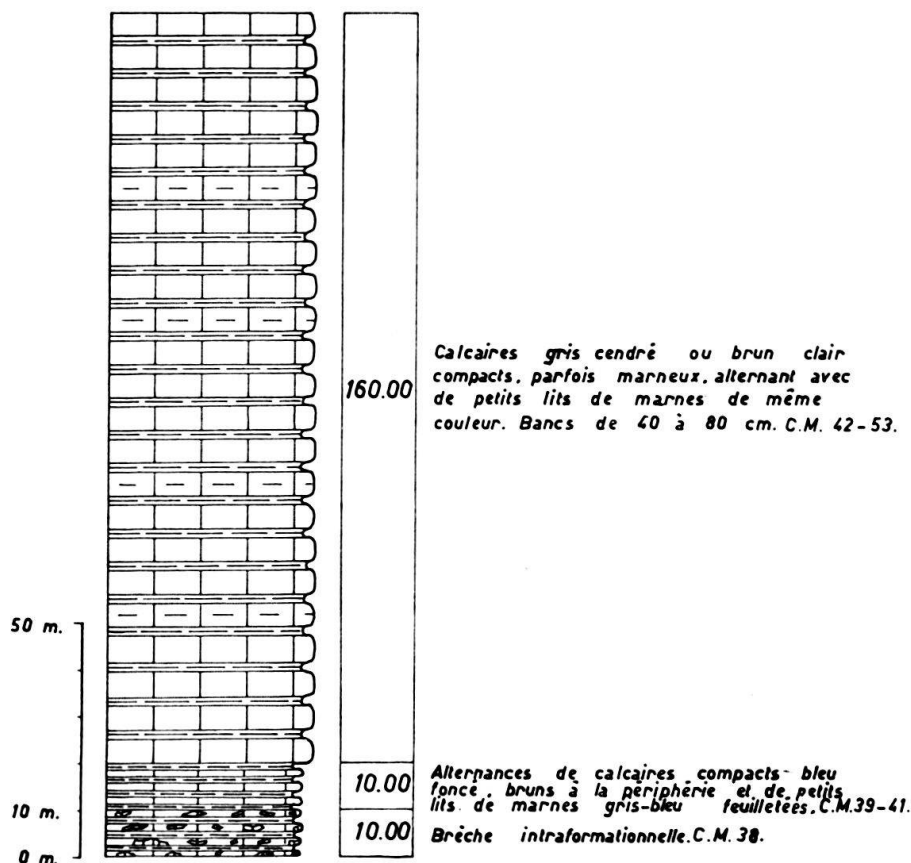 160.00
Calcaires gris cendré ou brun clair
compacts, parfois marneux, alternant avec
de petits lits de marnes de même
couleur. Bancs de 40 à 80 cm. C.M. 42-53.
50 m.
10.00
Alternances de calcaires compacts bleu
foncé, bruns à la périphérie et de petits
lits de marnes gris-bleu feuilletées. C.M.39-41.
10 m.
10.00
Brèche intraformationnelle. C.M. 38.
0 m.